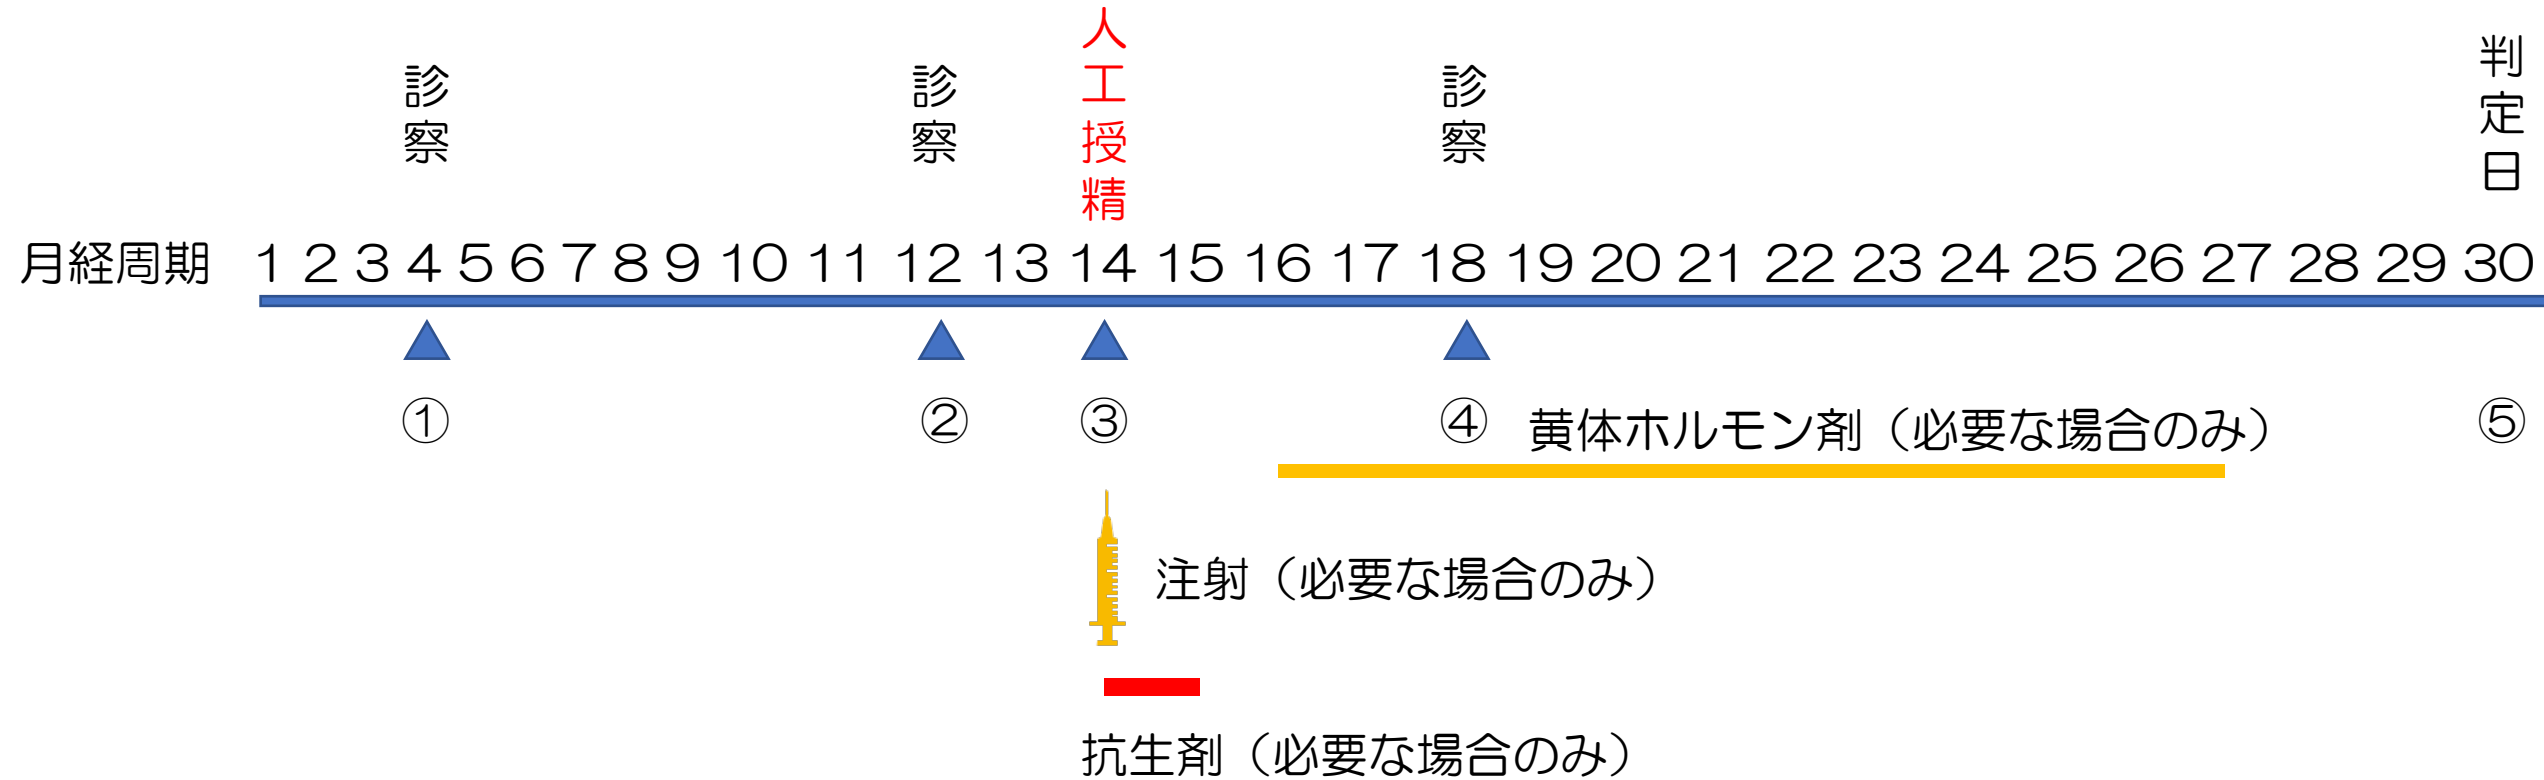 診察
診察
人工授精
診察
判定日
月経周期 1 2 3 4 5 6 7 8 9 10 11 12 13 14 15 16 17 18 19 20 21 22 23 24 25 26 27 28 29 30
① ② ③ ④ 黄体ホルモン剤（必要な場合のみ） ⑤
注射（必要な場合のみ）
抗生剤（必要な場合のみ）